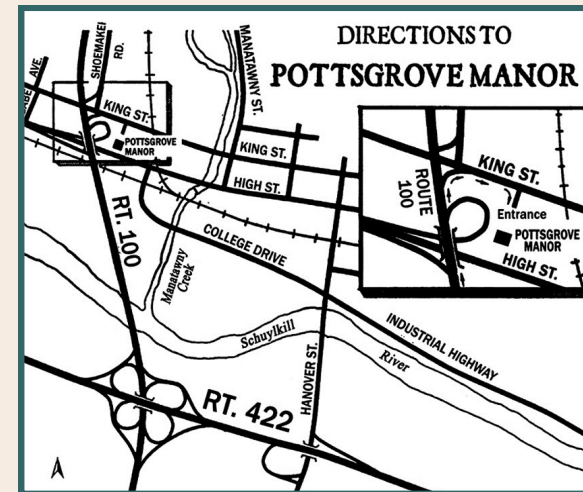 DIRECTIONS TO
POTTSGROVE MANOR
SHOEMAKER
RD.
MANATAWNY ST.
AVE.
KING ST.
POTTSGROVE
MANOR
KING ST.
HIGH ST.
RT. 100
COLLEGE DRIVE
Manatawny
Creek
Schuylkill
River
INDUSTRIAL HIGHWAY
HANOVER ST.
RT. 422
ROUTE
100
KING ST.
Entrance
POTTSGROVE
MANOR
HIGH ST.